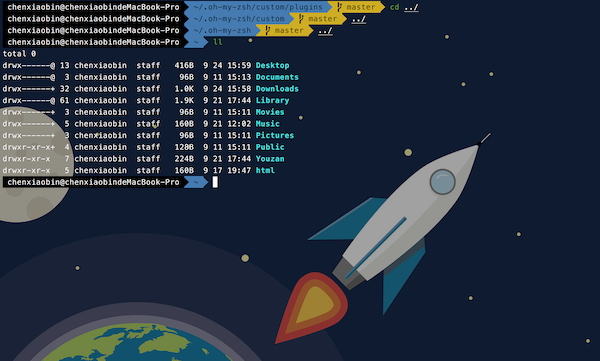 chenxiaobin@chenxiaobindeMacBook-Pro ~/.oh-my-zsh/custom/plugins master cd ../
chenxiaobin@chenxiaobindeMacBook-Pro ~/.oh-my-zsh/custom master ../
chenxiaobin@chenxiaobindeMacBook-Pro ~/.oh-my-zsh master ../
chenxiaobin@chenxiaobindeMacBook-Pro ~ ll
total 0
drwx------@ 13 chenxiaobin staff 416B 9 24 15:59 Desktop
drwx------@ 3 chenxiaobin staff 96B 9 11 15:13 Documents
drwx------+ 32 chenxiaobin staff 1.0K 9 24 15:58 Downloads
drwx------@ 61 chenxiaobin staff 1.9K 9 21 17:44 Library
drwx------+ 3 chenxiaobin staff 96B 9 11 15:11 Movies
drwx------+ 5 chenxiaobin staff 160B 9 21 12:02 Music
drwx------+ 3 chenxiaobin staff 96B 9 11 15:11 Pictures
drwxr-xr-x+ 4 chenxiaobin staff 128B 9 11 15:11 Public
drwxr-xr-x 7 chenxiaobin staff 224B 9 21 17:44 Youzan
drwxr-xr-x 5 chenxiaobin staff 160B 9 17 19:47 html
chenxiaobin@chenxiaobindeMacBook-Pro ~